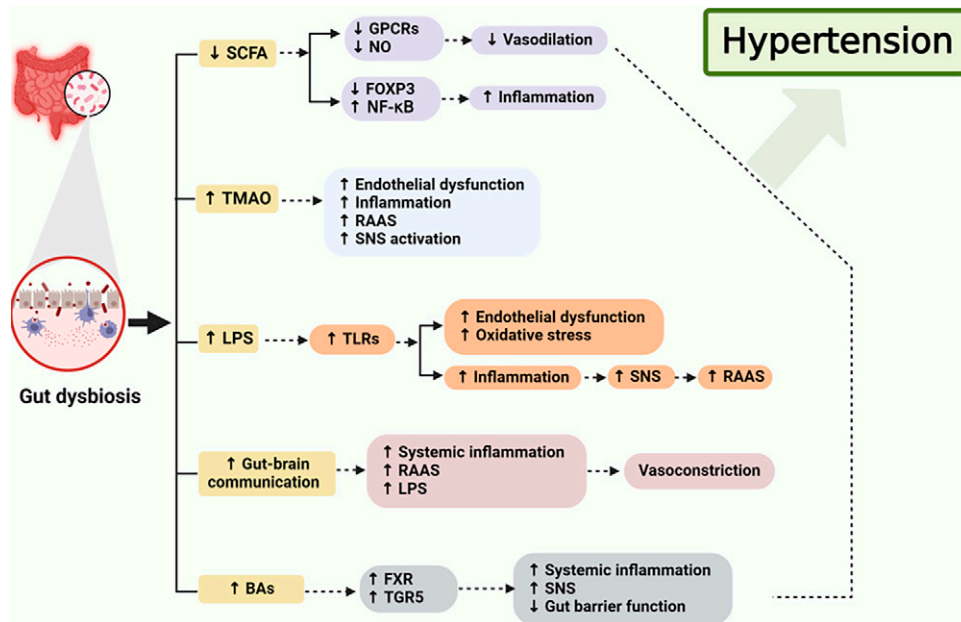 Hypertension
↓ SCFA
↓ GPCRs
↓ NO
↓ Vasodilation
↓ FOXP3
↑ NF-κB
↑ Inflammation
↑ TMAO
↑ Endothelial dysfunction
↑ Inflammation
↑ RAAS
↑ SNS activation
Gut dysbiosis
↑ LPS
↑ TLRs
↑ Endothelial dysfunction
↑ Oxidative stress
↑ Inflammation
↑ SNS
↑ RAAS
↑ Gut-brain
communication
↑ Systemic inflammation
↑ RAAS
↑ LPS
Vasoconstriction
↑ BAs
↑ FXR
↑ TGR5
↑ Systemic inflammation
↑ SNS
↓ Gut barrier function